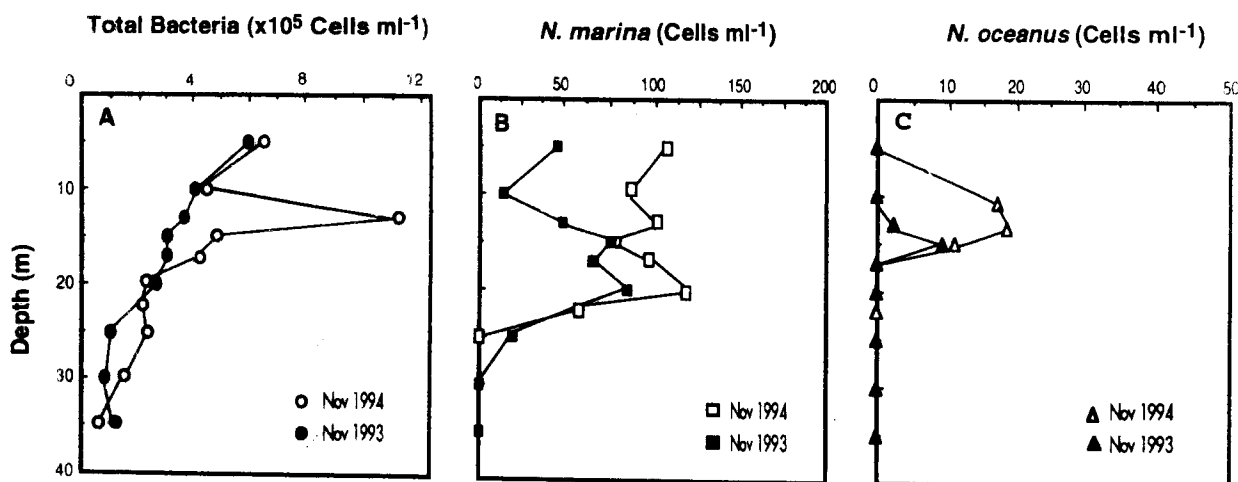 Total Bacteria (x10⁵ Cells ml⁻¹)
0 4 8 12
N. marina (Cells ml⁻¹)
0 50 100 150 200
N. oceanus (Cells ml⁻¹)
0 10 20 30 40 50
A
B
C
Depth (m)
10
20
30
40
Nov 1994
Nov 1993
Nov 1994
Nov 1993
Nov 1994
Nov 1993